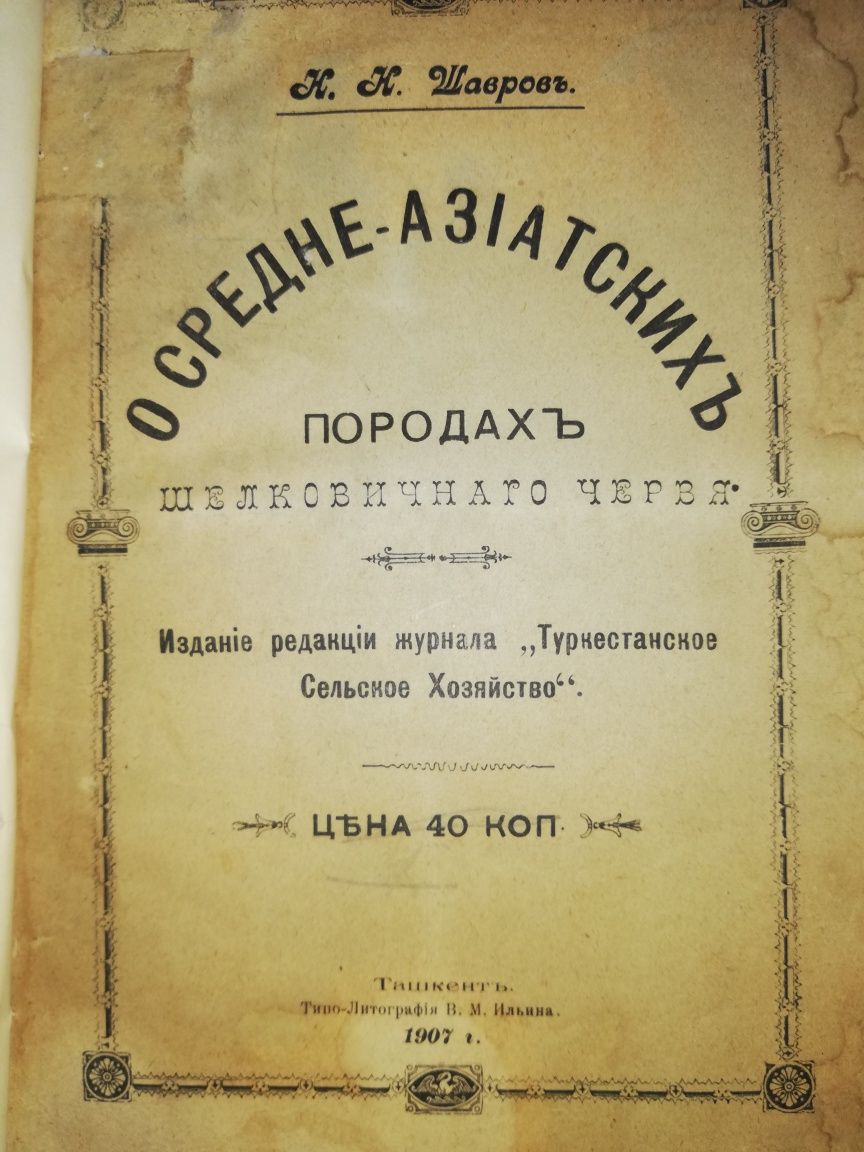 Н. Н. Шавровъ.
О СРЕДНЕ-АЗІАТСКИХЪ
ПОРОДАХЪ
ШЕЛКОВИЧНАГО ЧЕРВЯ.
Изданіе редакціи журнала „Туркестанское
Сельское Хозяйство“.
ЦѢНА 40 КОП.
Ташкентъ.
Типо-Литографія В. М. Ильина.
1907 г.